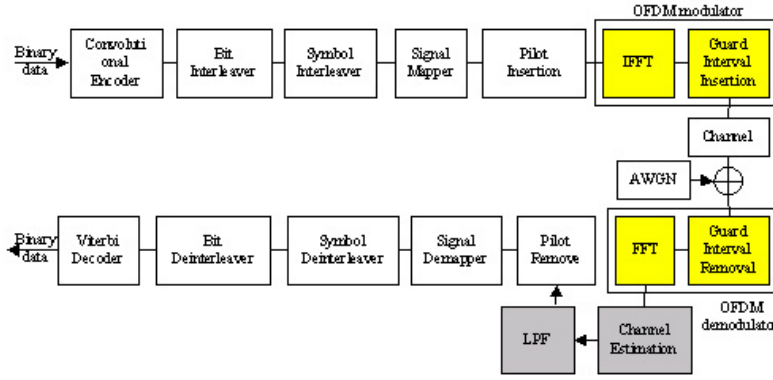 OFDM modulator
Binary
data
Convoluti
onal
Encoder
Bit
Interleaver
Symbol
Interleaver
Signal
Mapper
Pilot
Insertion
IFFT
Guard
Interval
Insertion
Channel
AWGN
Binary
data
Viterbi
Decoder
Bit
Deinterleaver
Symbol
Deinterleaver
Signal
Demapper
Pilot
Remove
FFT
Guard
Interval
Removal
OFDM
demodulator
LPF
Channel
Estimation